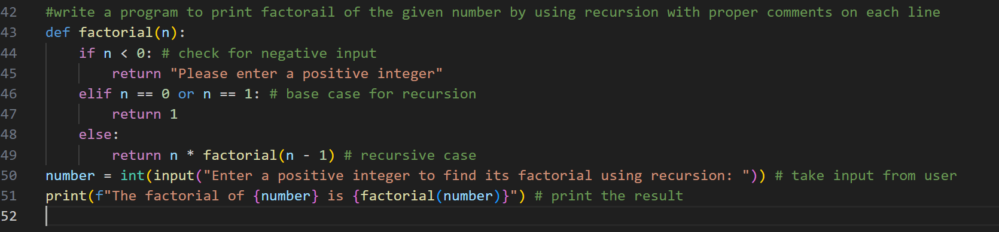 42 #write a program to print factorail of the given number by using recursion with proper comments on each line
43 def factorial(n):
44     if n < 0: # check for negative input
45         return "Please enter a positive integer"
46     elif n == 0 or n == 1: # base case for recursion
47         return 1
48     else:
49         return n * factorial(n - 1) # recursive case
50 number = int(input("Enter a positive integer to find its factorial using recursion: ")) # take input from user
51 print(f"The factorial of {number} is {factorial(number)}") # print the result
52